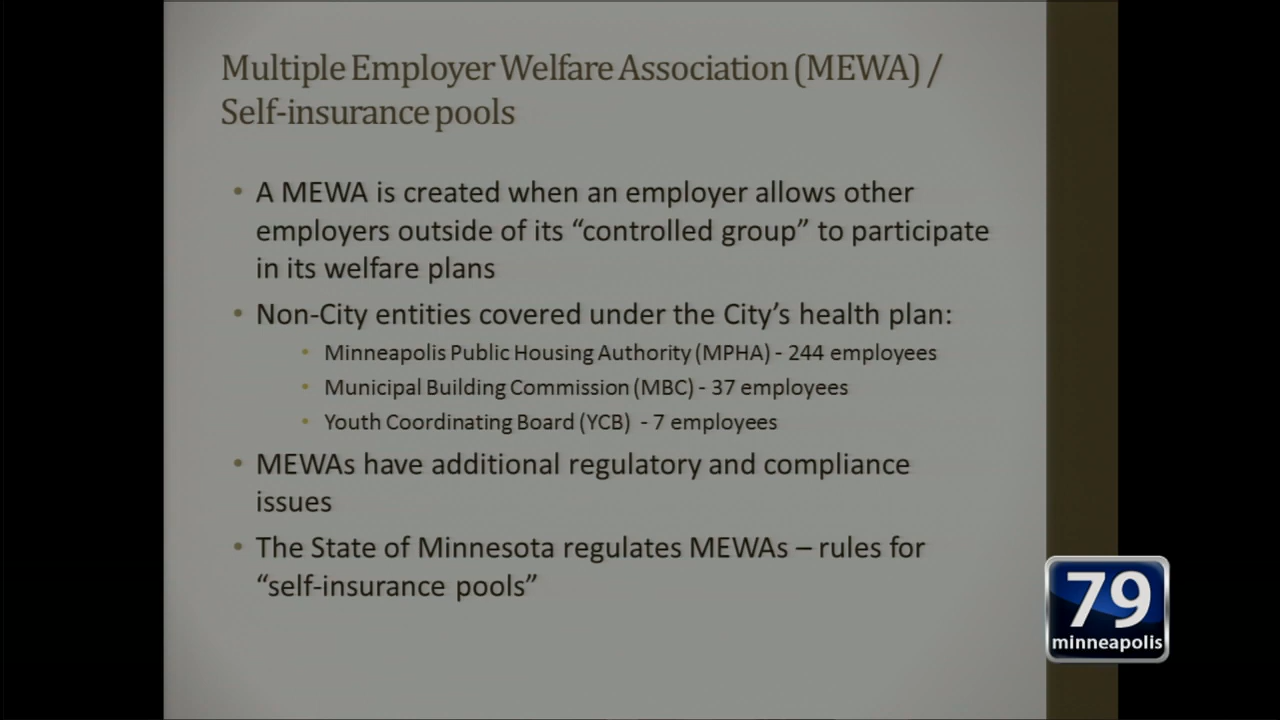 Multiple Employer Welfare Association (MEWA) /
Self-insurance pools
• A MEWA is created when an employer allows other
employers outside of its “controlled group” to participate
in its welfare plans
• Non-City entities covered under the City’s health plan:
• Minneapolis Public Housing Authority (MPHA) - 244 employees
• Municipal Building Commission (MBC) - 37 employees
• Youth Coordinating Board (YCB) - 7 employees
• MEWAs have additional regulatory and compliance
issues
• The State of Minnesota regulates MEWAs – rules for
“self-insurance pools”
79
minneapolis